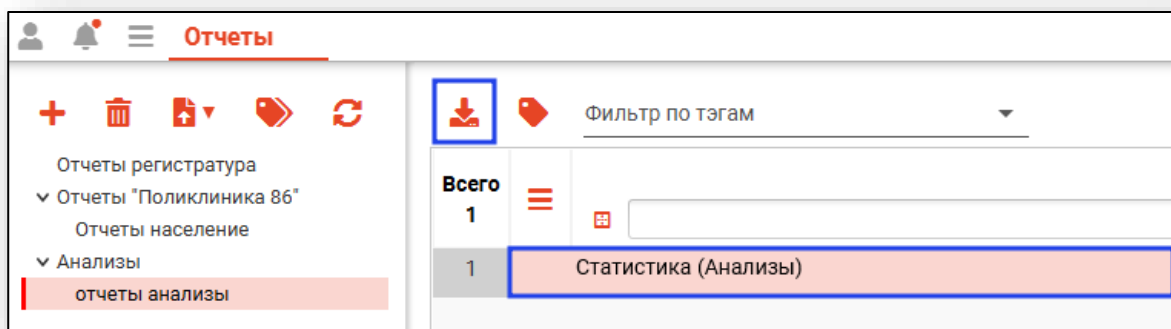 Отчеты
Фильтр по тэгам
Отчеты регистратура
Отчеты "Поликлиника 86"
Отчеты население
Анализы
отчеты анализы
Всего
1
1
Статистика (Анализы)